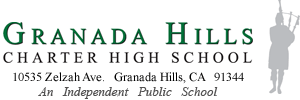 GRANADA HILLS
CHARTER HIGH SCHOOL
10535 Zelzah Ave. Granada Hills, CA 91344
An Independent Public School